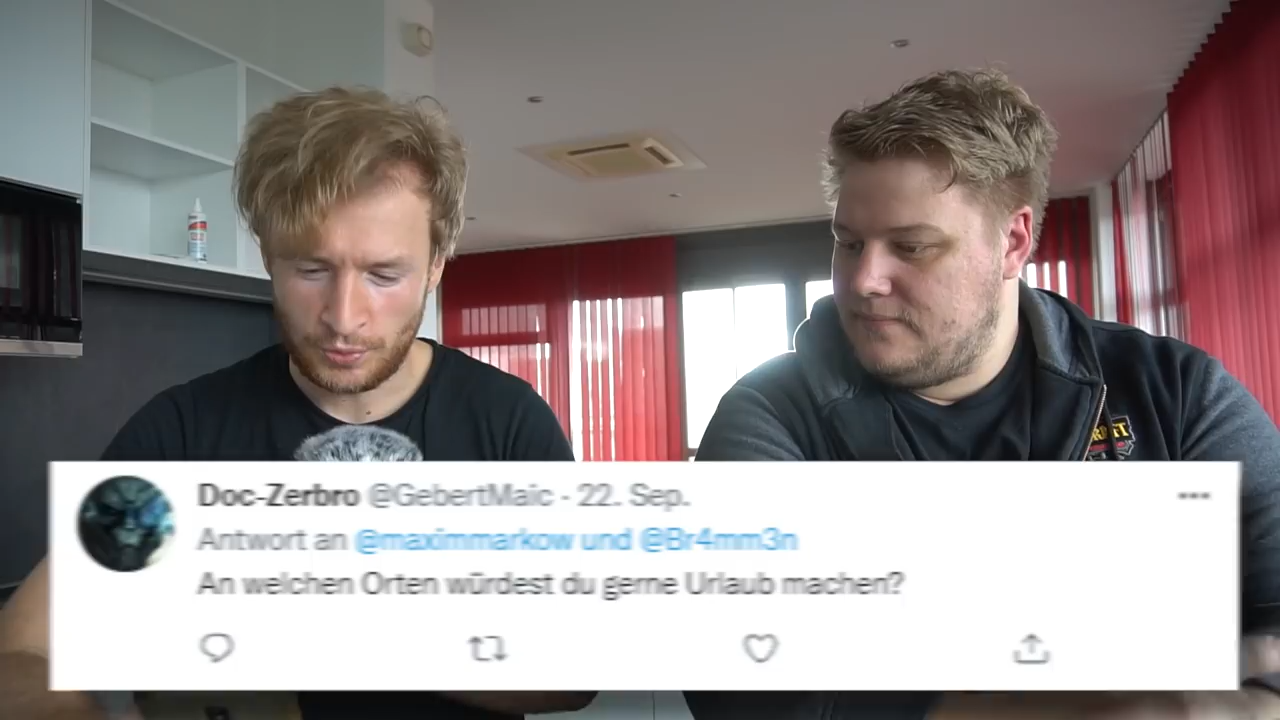 Doc-Zerbro @GebertMaic · 22. Sep.
Antwort an @maximmarkow und @Br4mm3n
An welchen Orten würdest du gerne Urlaub machen?